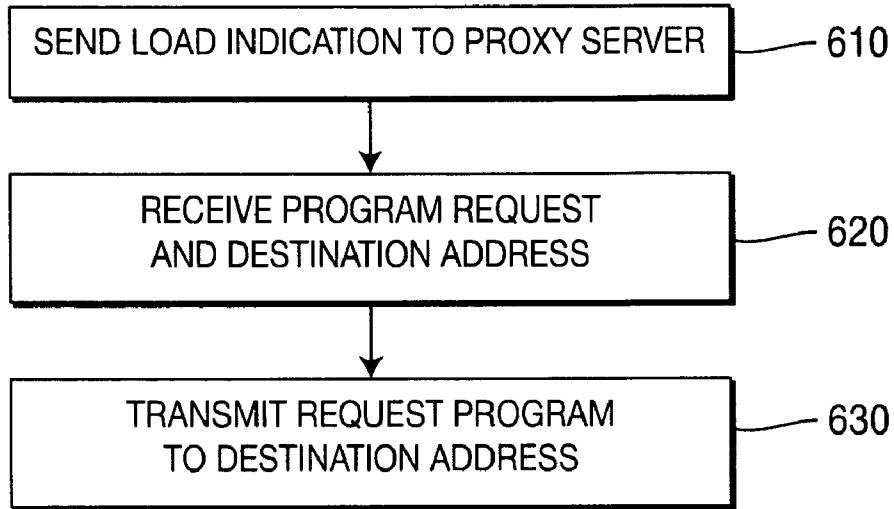 SEND LOAD INDICATION TO PROXY SERVER
610
RECEIVE PROGRAM REQUEST
AND DESTINATION ADDRESS
620
TRANSMIT REQUEST PROGRAM
TO DESTINATION ADDRESS
630